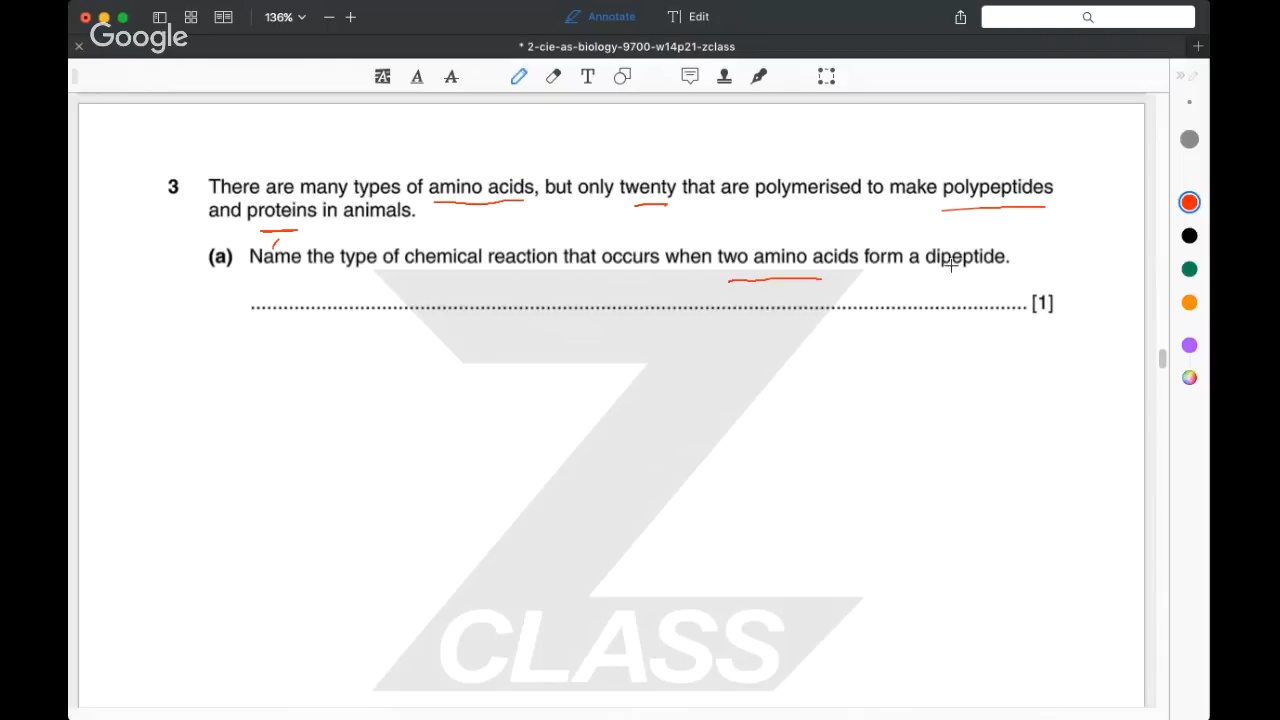 136%
Annotate
Edit
Google
* 2-cie-as-biology-9700-w14p21-zclass
3 There are many types of amino acids, but only twenty that are polymerised to make polypeptides
and proteins in animals.
(a) Name the type of chemical reaction that occurs when two amino acids form a dipeptide.
[1]
CLASS